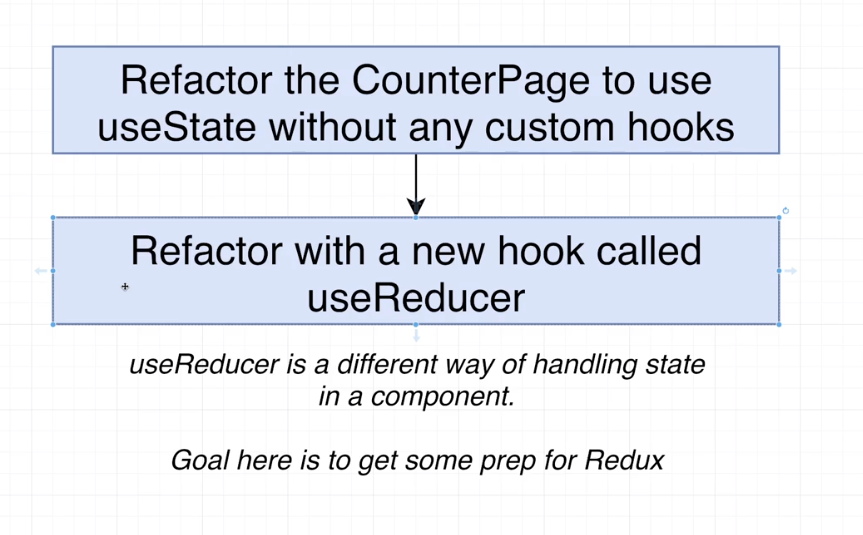 Refactor the CounterPage to use
useState without any custom hooks
Refactor with a new hook called
useReducer
useReducer is a different way of handling state
in a component.
Goal here is to get some prep for Redux